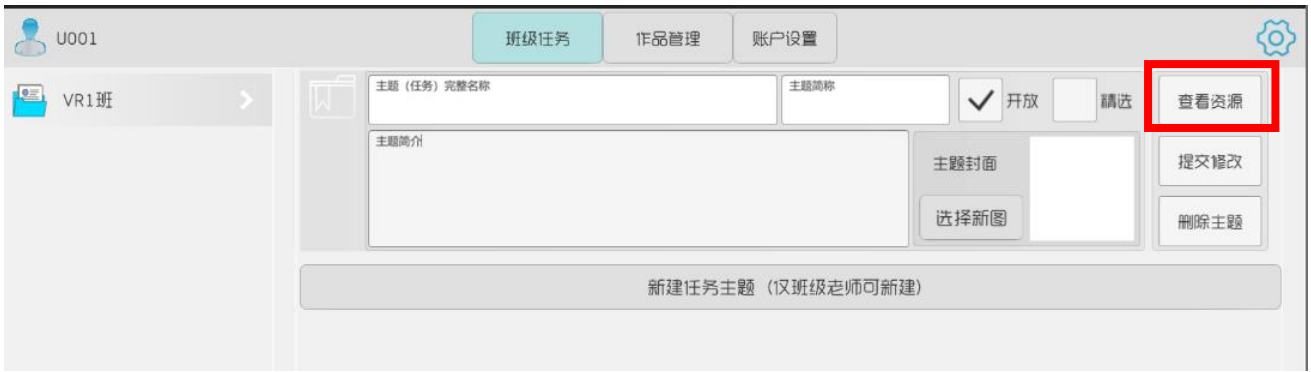 U001
班级任务
作品管理
账户设置
VR1班
主题（任务）完整名称
主题简称
开放
精选
查看资源
主题简介
主题封面
选择新图
提交修改
删除主题
新建任务主题（仅班级老师可新建）